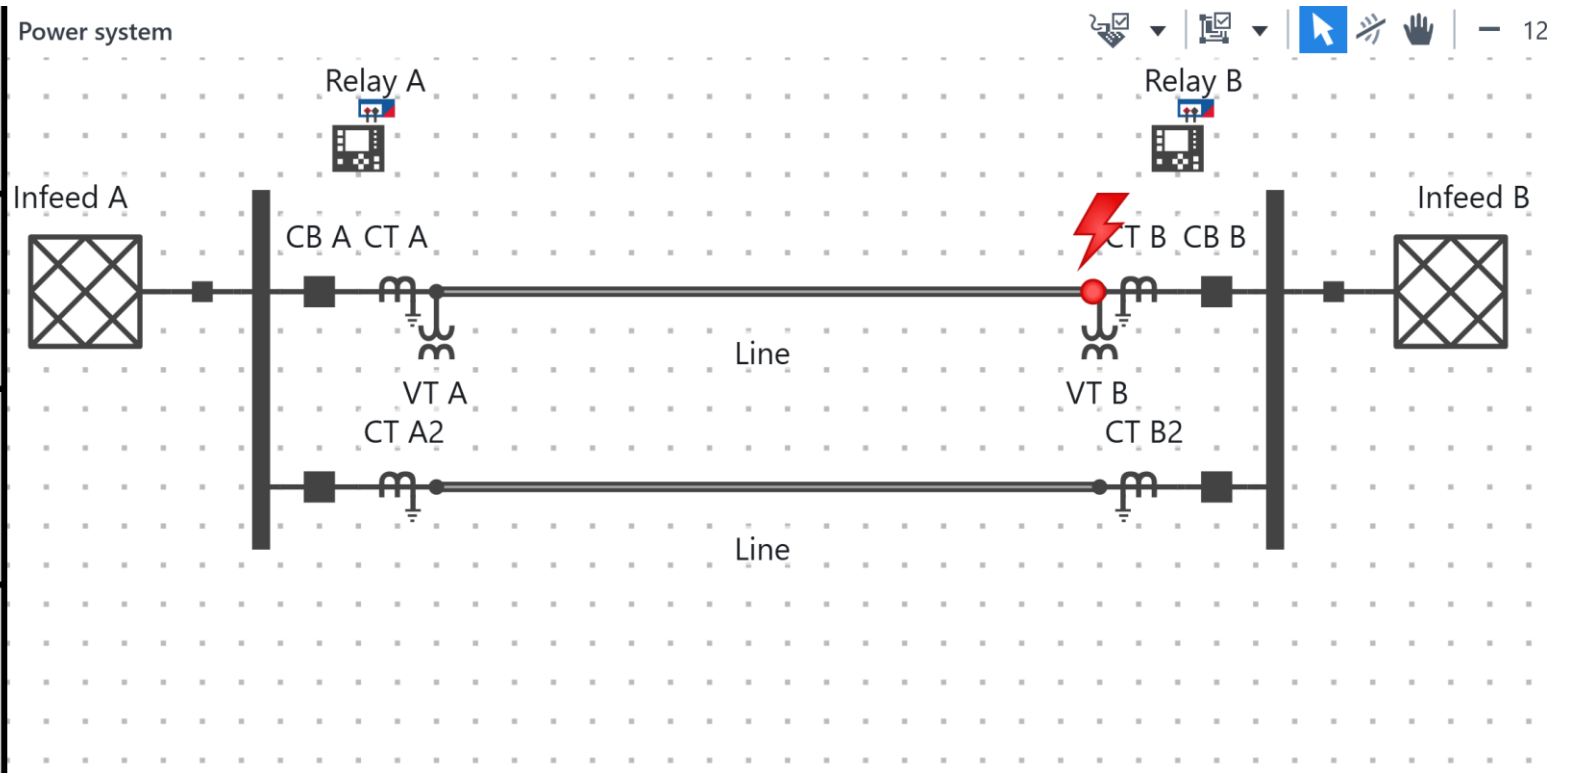 Power system
12
Relay A
Relay B
Infeed A
Infeed B
CB A CT A
CT B CB B
Line
VT A
VT B
CT A2
CT B2
Line